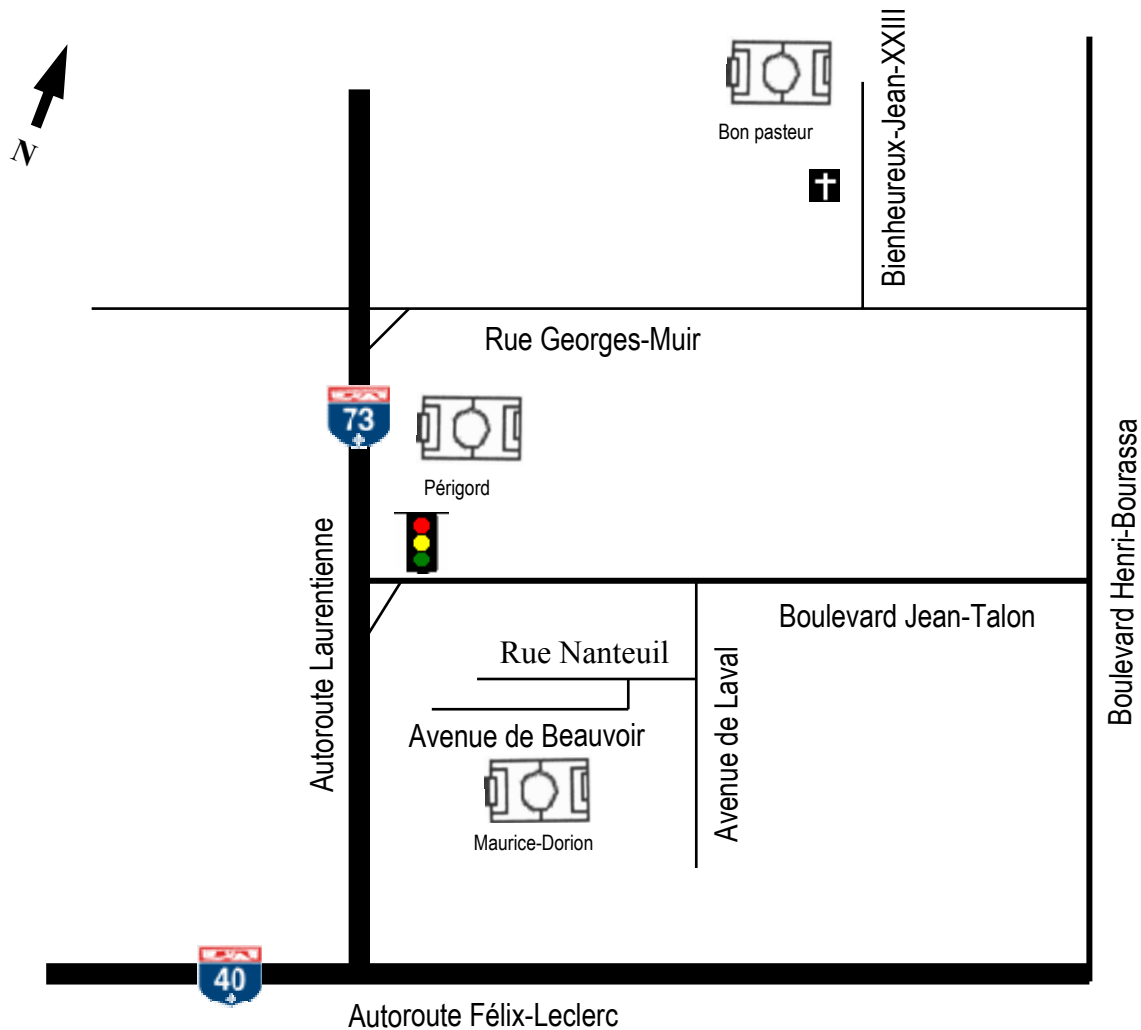 Bienheureux-Jean-XXIII
N
Bon pasteur
Rue Georges-Muir
73
Périgord
Autoroute Laurentienne
Boulevard Henri-Bourassa
Boulevard Jean-Talon
Rue Nanteuil
Avenue de Laval
Avenue de Beauvoir
Maurice-Dorion
40
Autoroute Félix-Leclerc